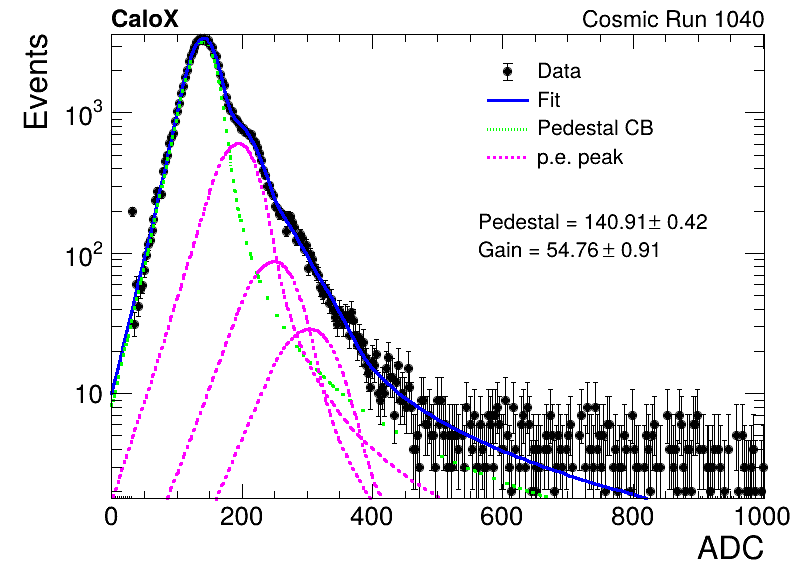 CaloX Cosmic Run 1040
Events
10³
10²
10
Data
Fit
Pedestal CB
p.e. peak
Pedestal = 140.91± 0.42
Gain = 54.76 ± 0.91
0 200 400 600 800 1000
ADC